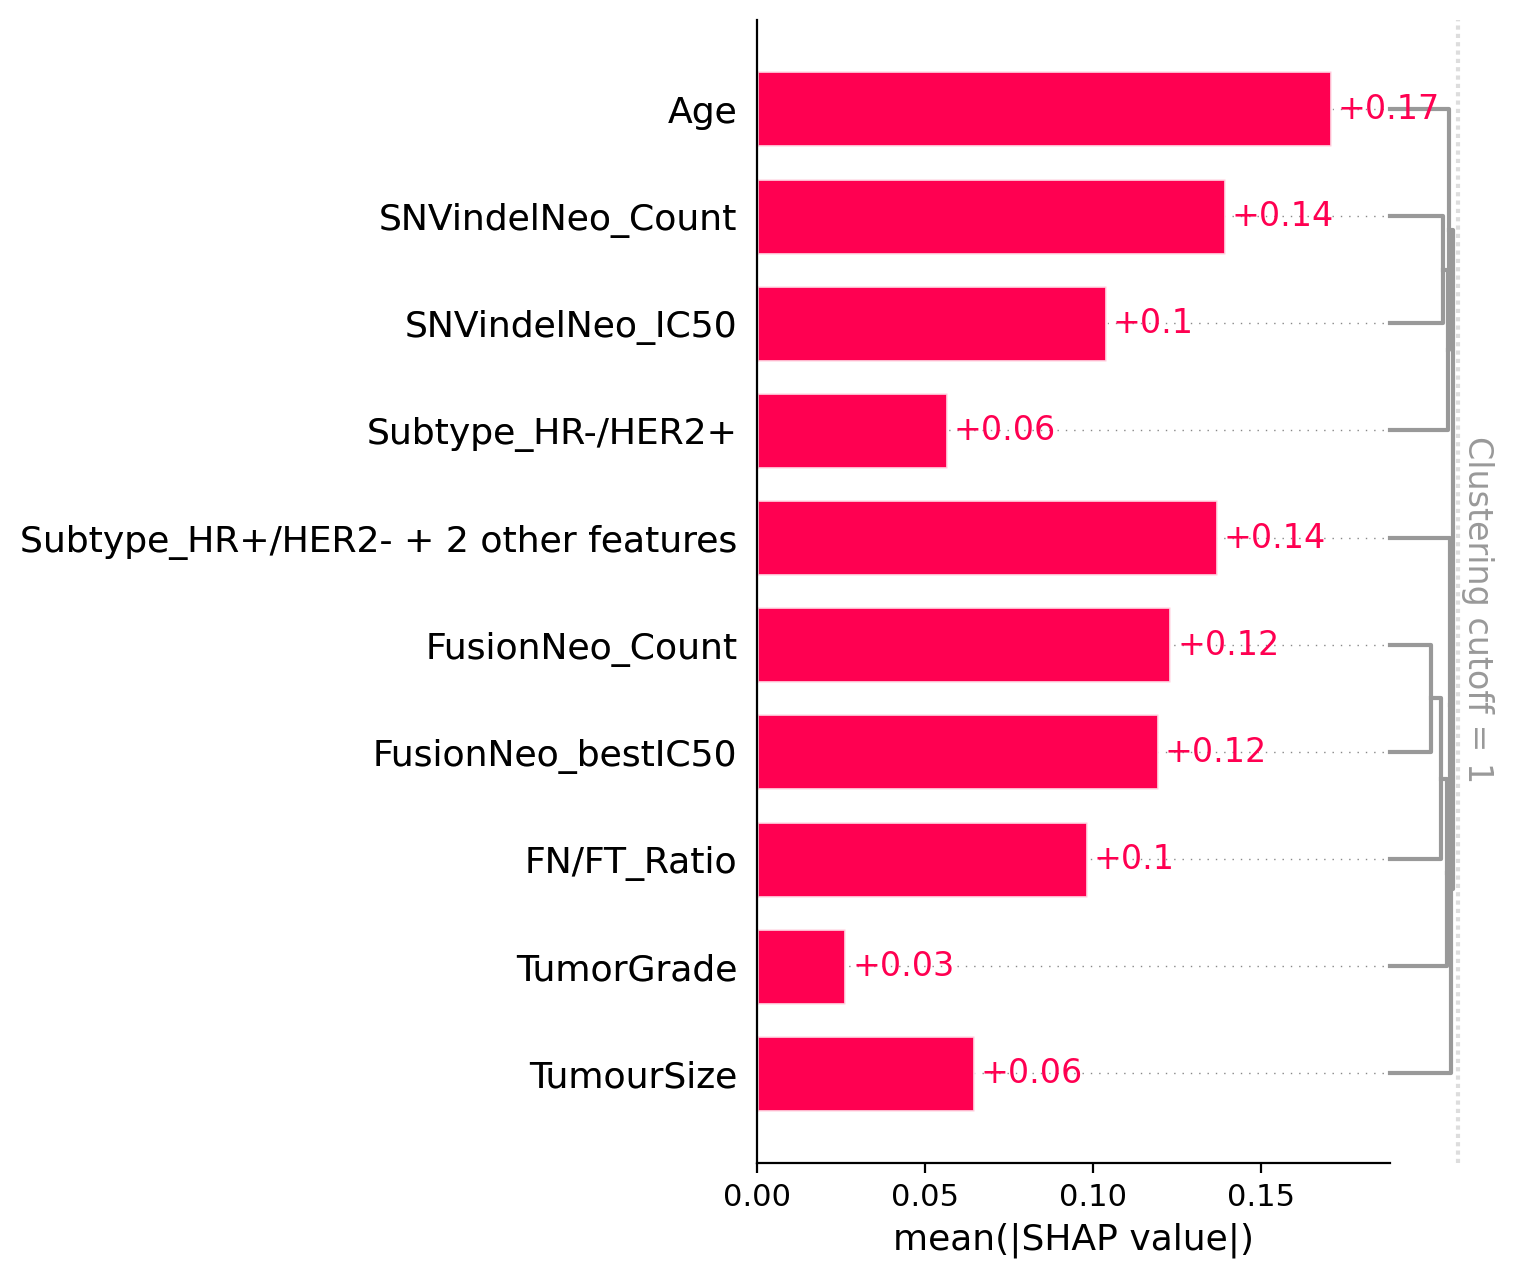 Age +0.17
SNVindelNeo_Count +0.14
SNVindelNeo_IC50 +0.1
Subtype_HR-/HER2+ +0.06
Subtype_HR+/HER2- + 2 other features +0.14
FusionNeo_Count +0.12
FusionNeo_bestIC50 +0.12
FN/FT_Ratio +0.1
TumorGrade +0.03
TumourSize +0.06
Clustering cutoff = 1
0.00 0.05 0.10 0.15
mean(|SHAP value|)